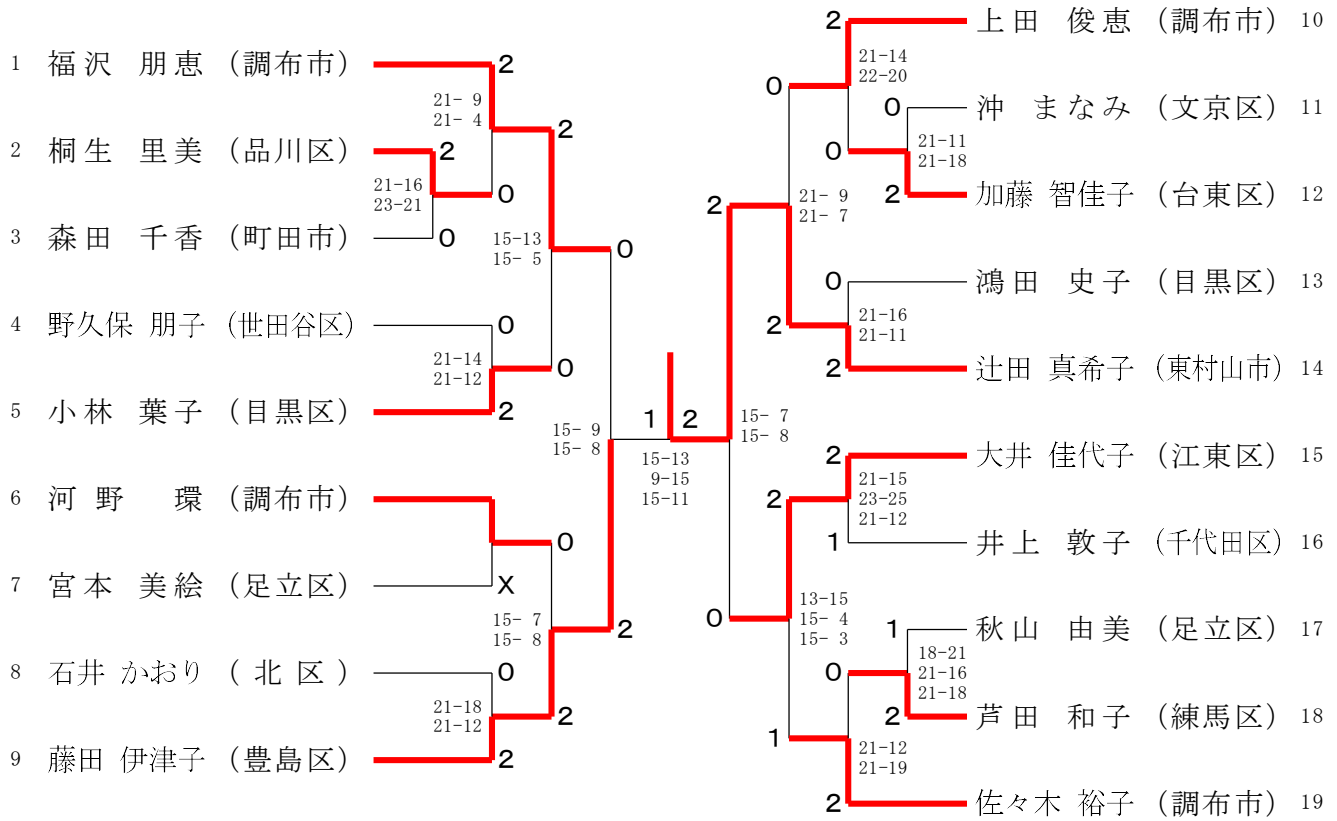 1 福沢 朋恵 (調布市) 2
21- 9
21- 4
2
2 桐生 里美 (品川区) 2
21-16
23-21
0
3 森田 千香 (町田市) 0
15-13
15- 5
0
4 野久保 朋子 (世田谷区) 0
21-14
21-12
0
5 小林 葉子 (目黒区) 2
15- 9
15- 8
6 河野 環 (調布市)
0
7 宮本 美絵 (足立区) X
15- 7
15- 8
2
8 石井 かおり (北区) 0
21-18
21-12
2
9 藤田 伊津子 (豊島区) 2
1 2
15-13
9-15
15-11
2 上田 俊恵 (調布市) 10
21-14
22-20
0
0 沖 まなみ (文京区) 11
21-11
21-18
0
2 加藤 智佳子 (台東区) 12
2
21- 9
21- 7
0 鴻田 史子 (目黒区) 13
21-16
21-11
2
2 辻田 真希子 (東村山市) 14
15- 7
15- 8
2 大井 佳代子 (江東区) 15
21-15
23-25
21-12
2
1 井上 敦子 (千代田区) 16
13-15
15- 4
15- 3
0
1 秋山 由美 (足立区) 17
18-21
21-16
21-18
0
2 芦田 和子 (練馬区) 18
1
21-12
21-19
2 佐々木 裕子 (調布市) 19